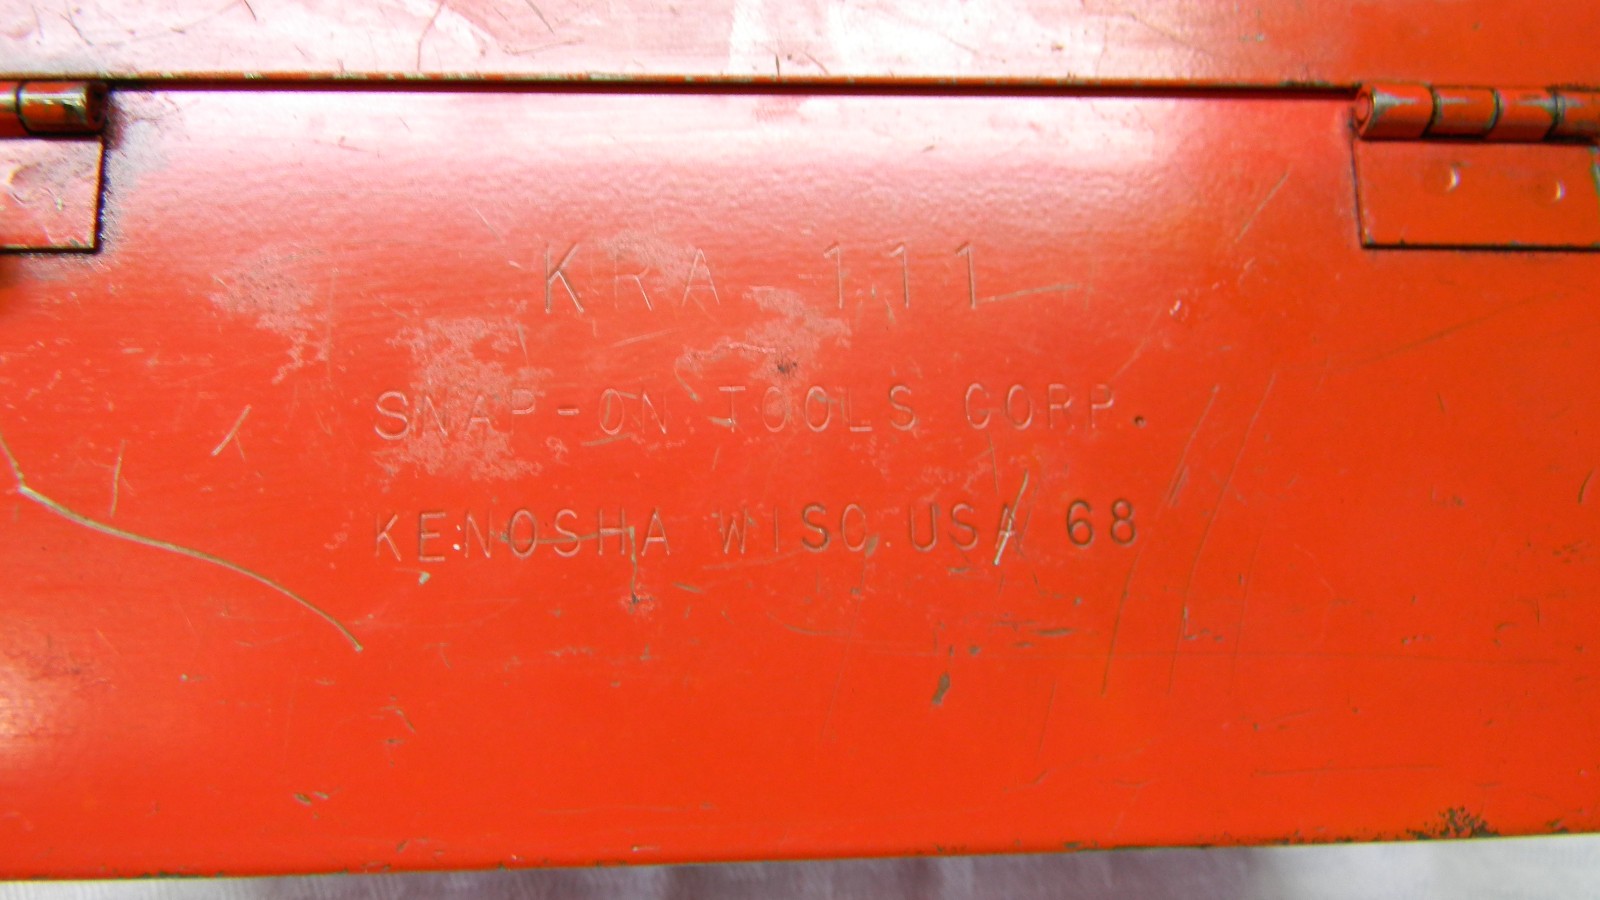 KRA 111
SNAP-ON TOOLS CORP.
KENOSHA WISC. USA 68